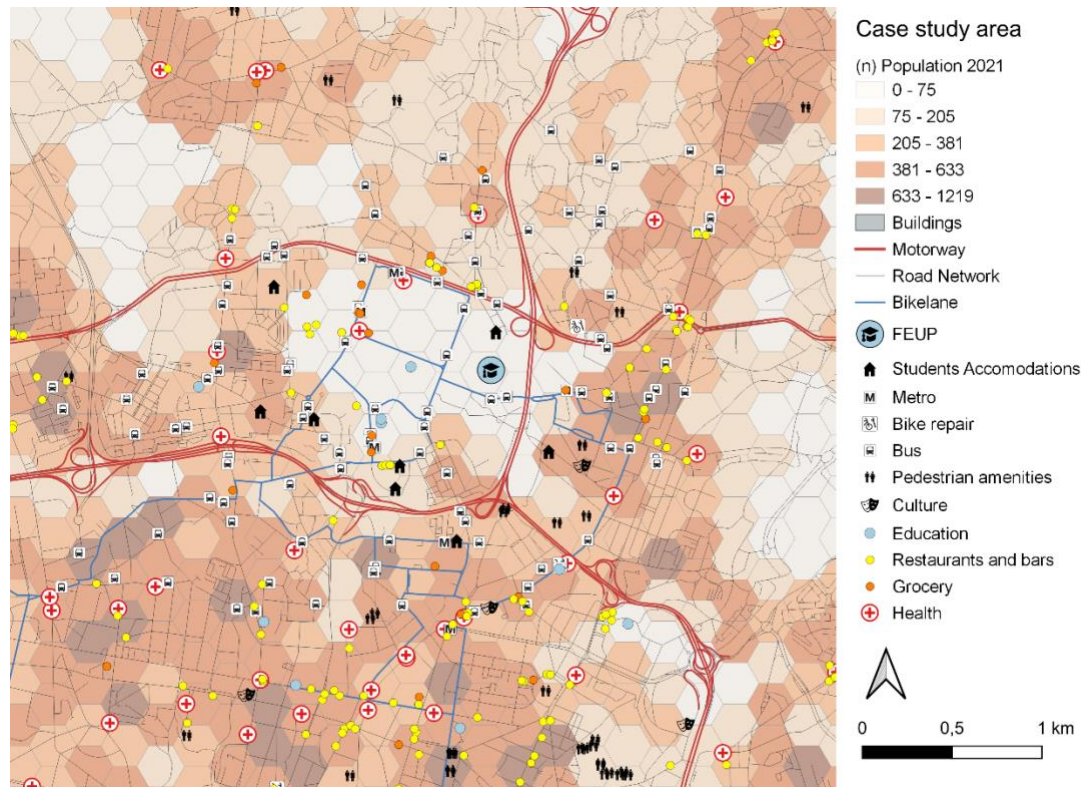 Case study area
(n) Population 2021
0 - 75
75 - 205
205 - 381
381 - 633
633 - 1219
Buildings
Motorway
Road Network
Bikelane
FEUP
Students Accomodations
M Metro
Bike repair
Bus
Pedestrian amenities
Culture
Education
Restaurants and bars
Grocery
Health
0 0,5 1 km
M
M
M
M